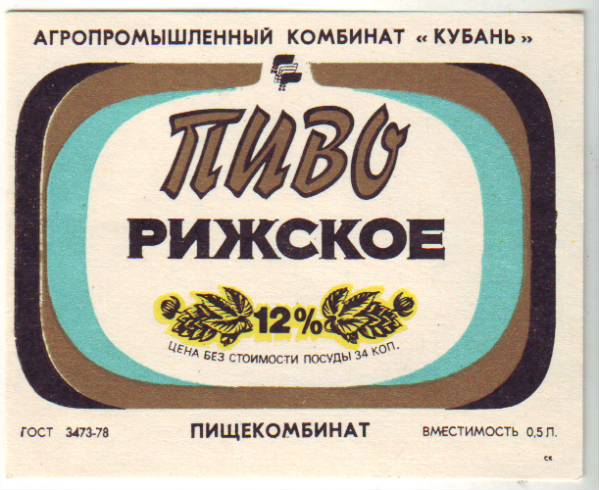 АГРОПРОМЫШЛЕННЫЙ КОМБИНАТ «КУБАНЬ»
ПИВО
РИЖСКОЕ
12%
ЦЕНА БЕЗ СТОИМОСТИ ПОСУДЫ 34 КОП.
ГОСТ 3473-78 ПИЩЕКОМБИНАТ ВМЕСТИМОСТЬ 0,5 Л.
СК